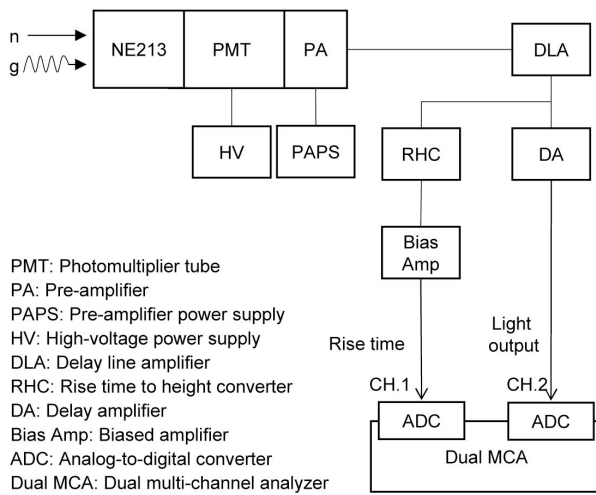 n
g
NE213
PMT
PA
DLA
HV
PAPS
RHC
DA
Bias
Amp
Rise time
Light
output
CH.1
CH.2
ADC
ADC
Dual MCA
PMT: Photomultiplier tube
PA: Pre-amplifier
PAPS: Pre-amplifier power supply
HV: High-voltage power supply
DLA: Delay line amplifier
RHC: Rise time to height converter
DA: Delay amplifier
Bias Amp: Biased amplifier
ADC: Analog-to-digital converter
Dual MCA: Dual multi-channel analyzer